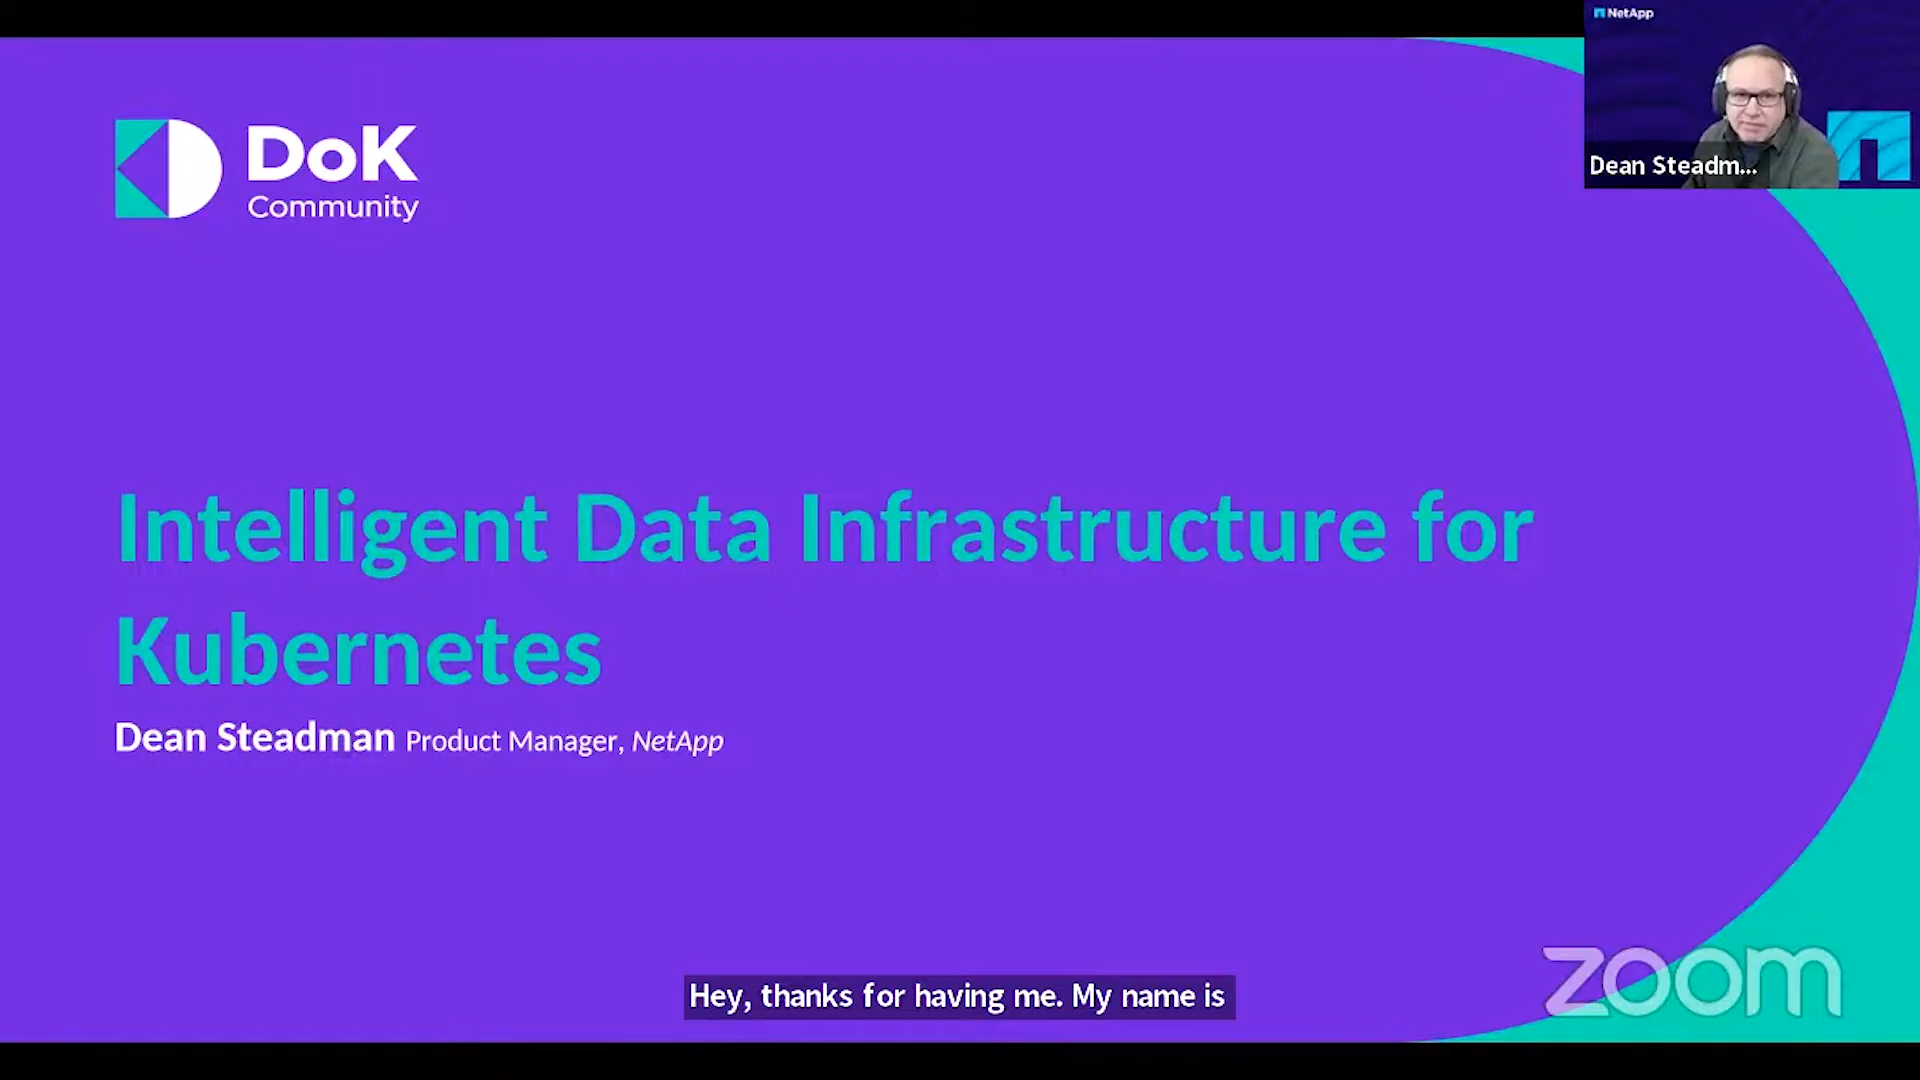 NetApp
Dean Steadm...
DoK
Community
Intelligent Data Infrastructure for
Kubernetes
Dean Steadman Product Manager, NetApp
Hey, thanks for having me. My name is
zoom